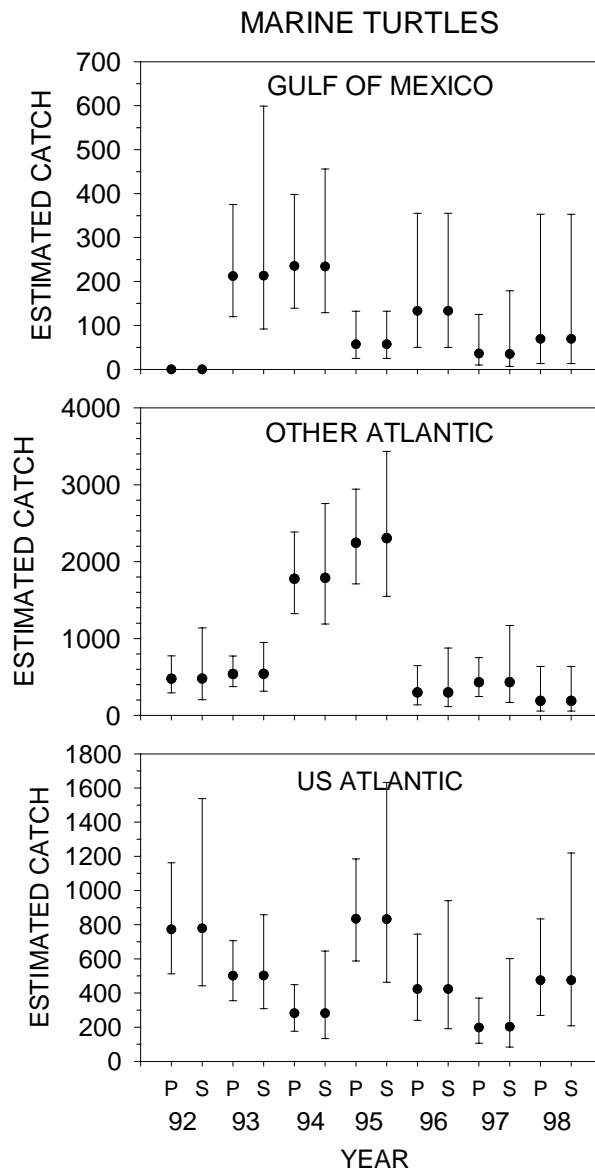 MARINE TURTLES
GULF OF MEXICO
ESTIMATED CATCH
700
600
500
400
300
200
100
0
OTHER ATLANTIC
ESTIMATED CATCH
4000
3000
2000
1000
0
US ATLANTIC
ESTIMATED CATCH
1800
1600
1400
1200
1000
800
600
400
200
0
P S P S P S P S P S P S P S
92 93 94 95 96 97 98
YEAR